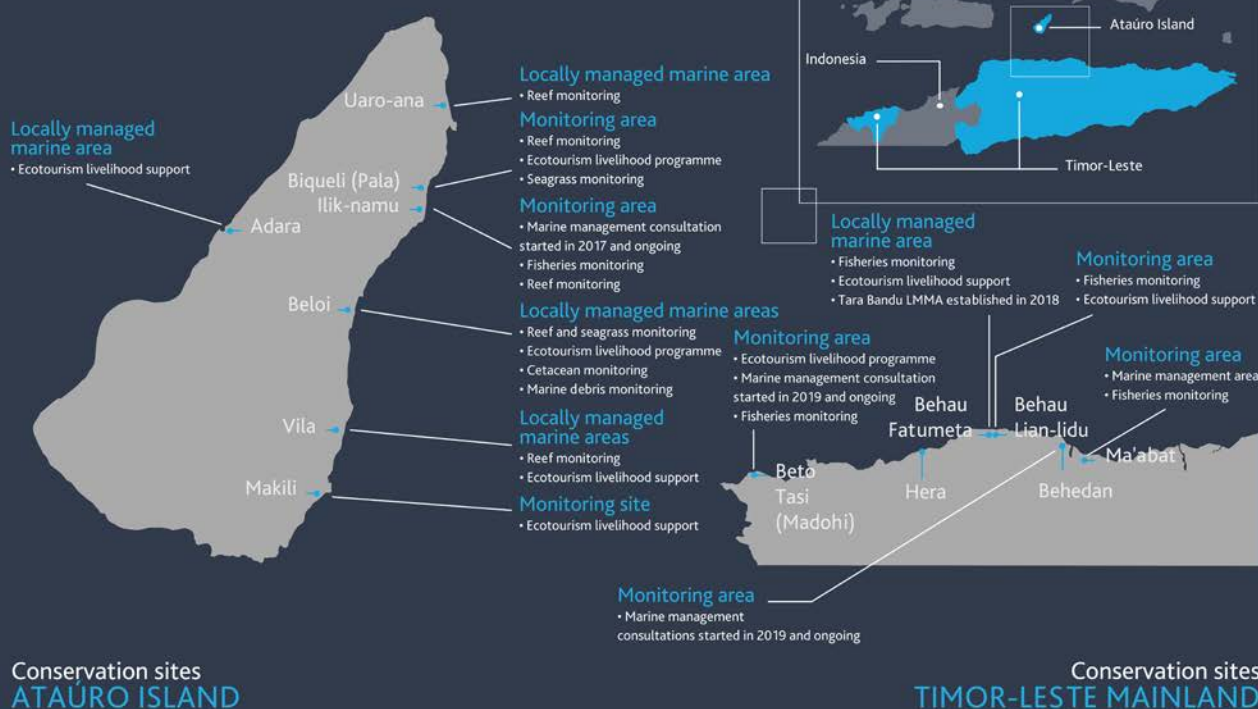 Locally managed
marine area
• Ecotourism livelihood support
Uaro-ana
Biqueli (Pala)
Ilik-namu
Adara
Beloi
Vila
Makili
Locally managed marine area
• Reef monitoring
Monitoring area
• Reef monitoring
• Ecotourism livelihood programme
• Seagrass monitoring
Monitoring area
• Marine management consultation
started in 2017 and ongoing
• Fisheries monitoring
• Reef monitoring
Locally managed marine areas
• Reef and seagrass monitoring
• Ecotourism livelihood programme
• Cetacean monitoring
• Marine debris monitoring
Locally managed
marine areas
• Reef monitoring
• Ecotourism livelihood support
Monitoring site
• Ecotourism livelihood support
Ataúro Island
Indonesia
Timor-Leste
Locally managed
marine area
• Fisheries monitoring
• Ecotourism livelihood support
• Tara Bandu LMMA established in 2018
Monitoring area
• Fisheries monitoring
• Ecotourism livelihood support
Monitoring area
• Ecotourism livelihood programme
• Marine management consultation
started in 2019 and ongoing
• Fisheries monitoring
Monitoring area
• Marine management area
• Fisheries monitoring
Behau
Fatumeta
Behau
Lian-lidu
Ma'abat
Beto
Tasi
(Madohi)
Hera
Behedan
Monitoring area
• Marine management
consultations started in 2019 and ongoing
Conservation sites
ATAÚRO ISLAND
Conservation sites
TIMOR-LESTE MAINLAND